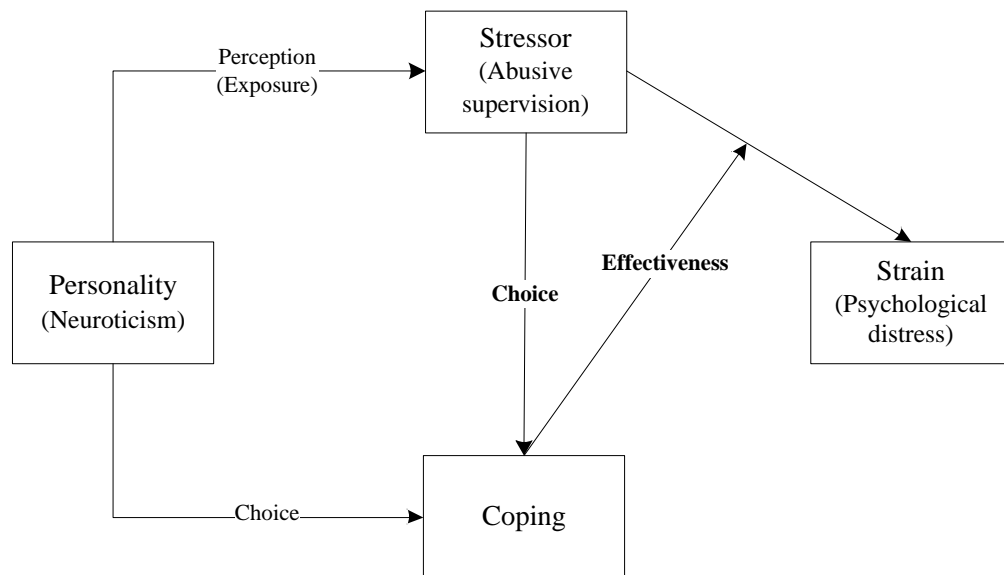 Stressor
(Abusive
supervision)
Perception
(Exposure)
Personality
(Neuroticism)
Choice
Effectiveness
Strain
(Psychological
distress)
Choice
Coping